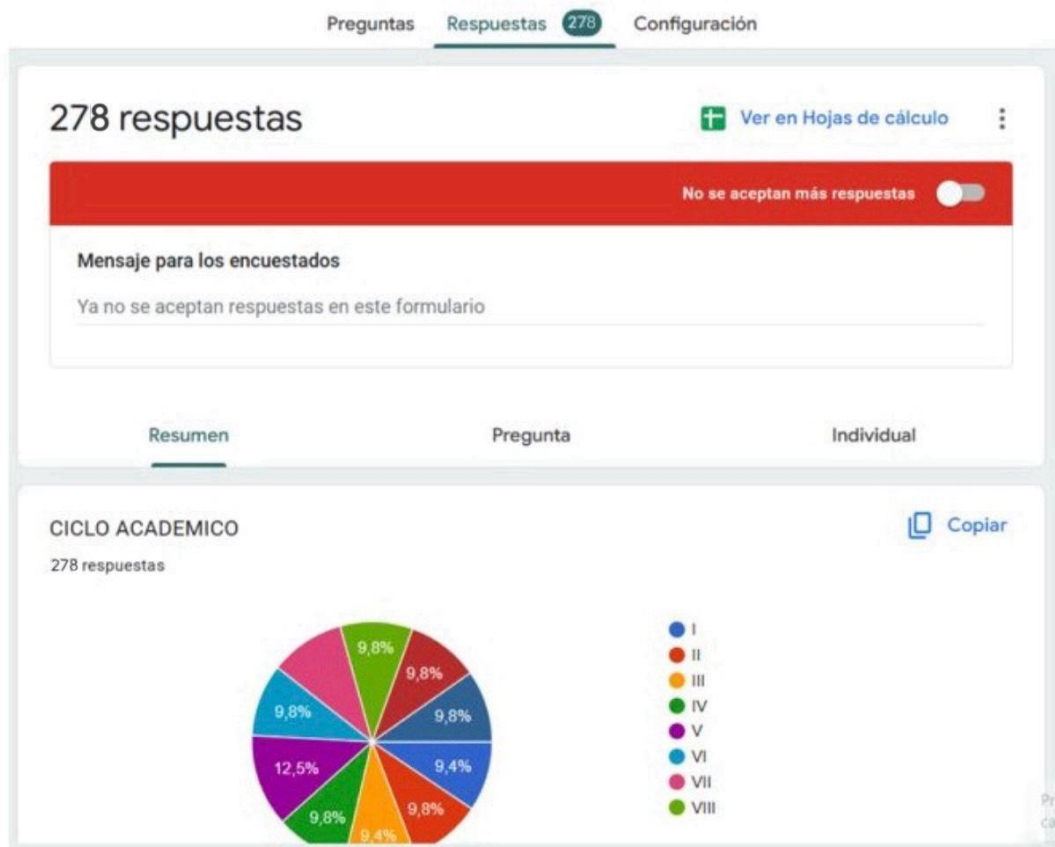 Preguntas Respuestas 278 Configuración
278 respuestas
Ver en Hojas de cálculo
No se aceptan más respuestas
Mensaje para los encuestados
Ya no se aceptan respuestas en este formulario
Resumen Pregunta Individual
CICLO ACADEMICO
Copiar
278 respuestas
9,8%
9,8%
9,8%
9,8%
12,5%
9,4%
9,8%
9,8%
9,4%
I
II
III
IV
V
VI
VII
VIII